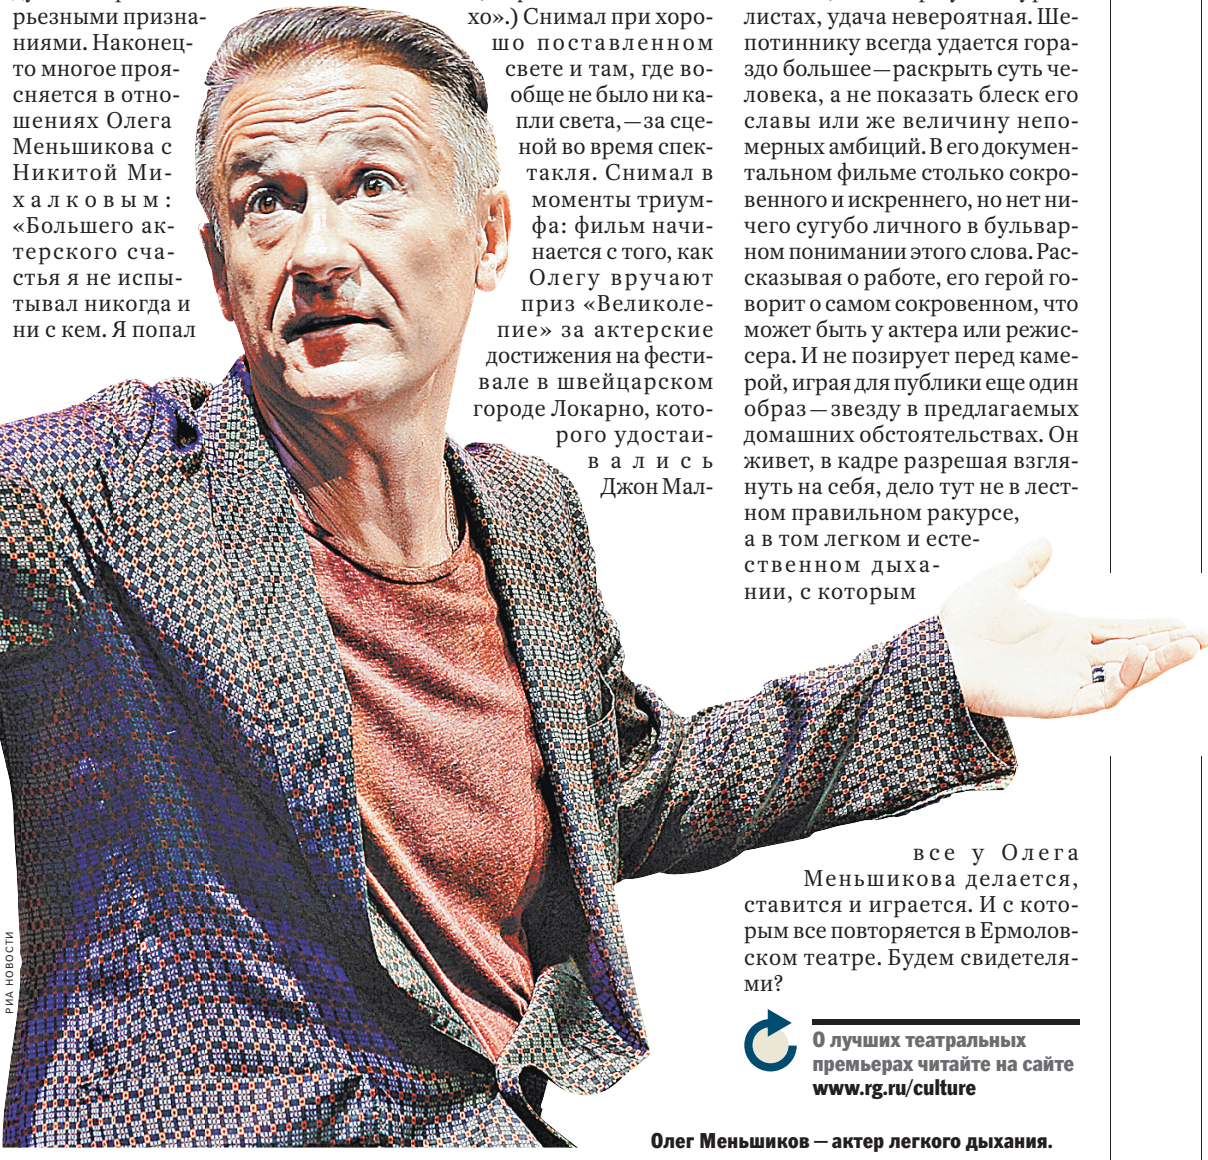 рьезными призна-
ниями. Наконец-
то многое проя-
сняется в отно-
шениях Олега
Меньшикова с
Никитой Ми-
халковым:
«Большего ак-
терского сча-
стья я не испы-
тывал никогда и
ни с кем. Я попал
хо».) Снимал при хоро-
шо поставленном
свете и там, где во-
обще не было ни ка-
пли света, — за сце-
ной во время спек-
такля. Снимал в
моменты триум-
фа: фильм начи-
нается с того, как
Олегу вручают
приз «Великоле-
пие» за актерские
достижения на фести-
вале в швейцарском
городе Локарно, кото-
рого удостаи-
вались
Джон Мал-
листах, удача невероятная. Ше-
потиннику всегда удается гора-
здо большее — раскрыть суть че-
ловека, а не показать блеск его
славы или же величину непо-
мерных амбиций. В его докумен-
тальном фильме столько сокро-
венного и искреннего, но нет ни-
чего сугубо личного в бульвар-
ном понимании этого слова. Рас-
сказывая о работе, его герой го-
ворит о самом сокровенном, что
может быть у актера или режис-
сера. И не позирует перед каме-
рой, играя для публики еще один
образ — звезду в предлагаемых
домашних обстоятельствах. Он
живет, в кадре разрешая взгля-
нуть на себя, дело тут не в лест-
ном правильном ракурсе,
а в том легком и есте-
ственном дыха-
нии, с которым
все у Олега
Меньшикова делается,
ставится и играется. И с кото-
рым все повторяется в Ермолов-
ском театре. Будем свидетеля-
ми?
О лучших театральных
премьерах читайте на сайте
www.rg.ru/culture
РИА НОВОСТИ
Олег Меньшиков — актер легкого дыхания.